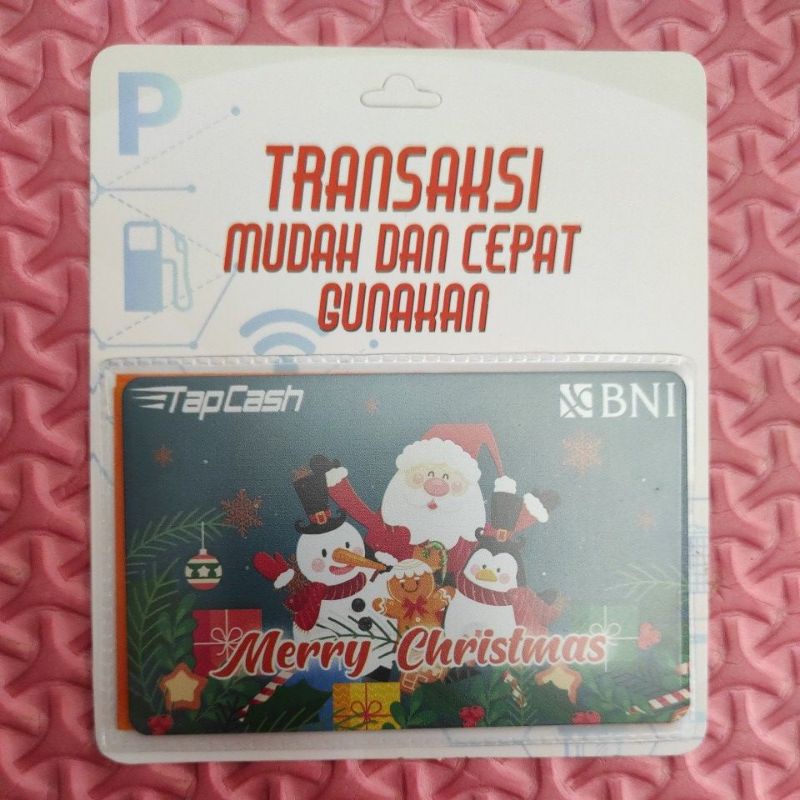 P
TRANSAKSI
MUDAH DAN CEPAT
GUNAKAN
TapCash
BNI
Merry Christmas